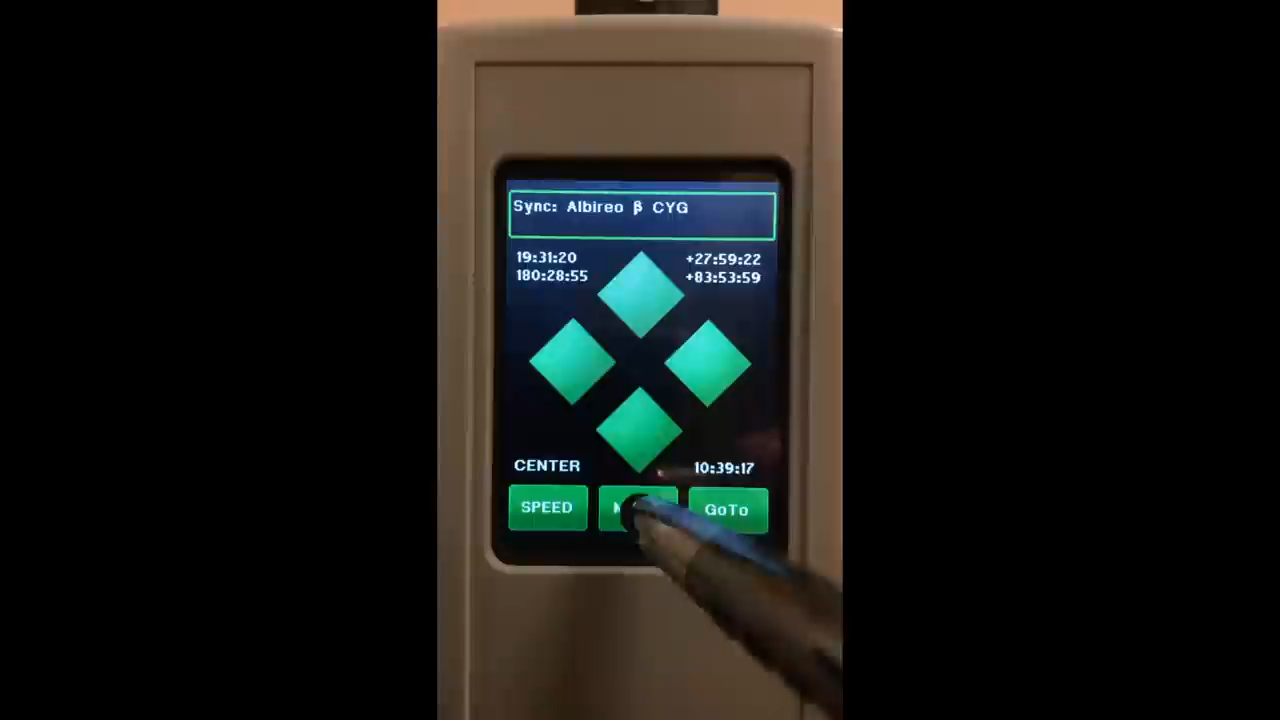 Sync: Albireo β CYG
19:31:20 +27:59:22
180:28:55 +83:53:59
CENTER 10:39:17
SPEED GoTo